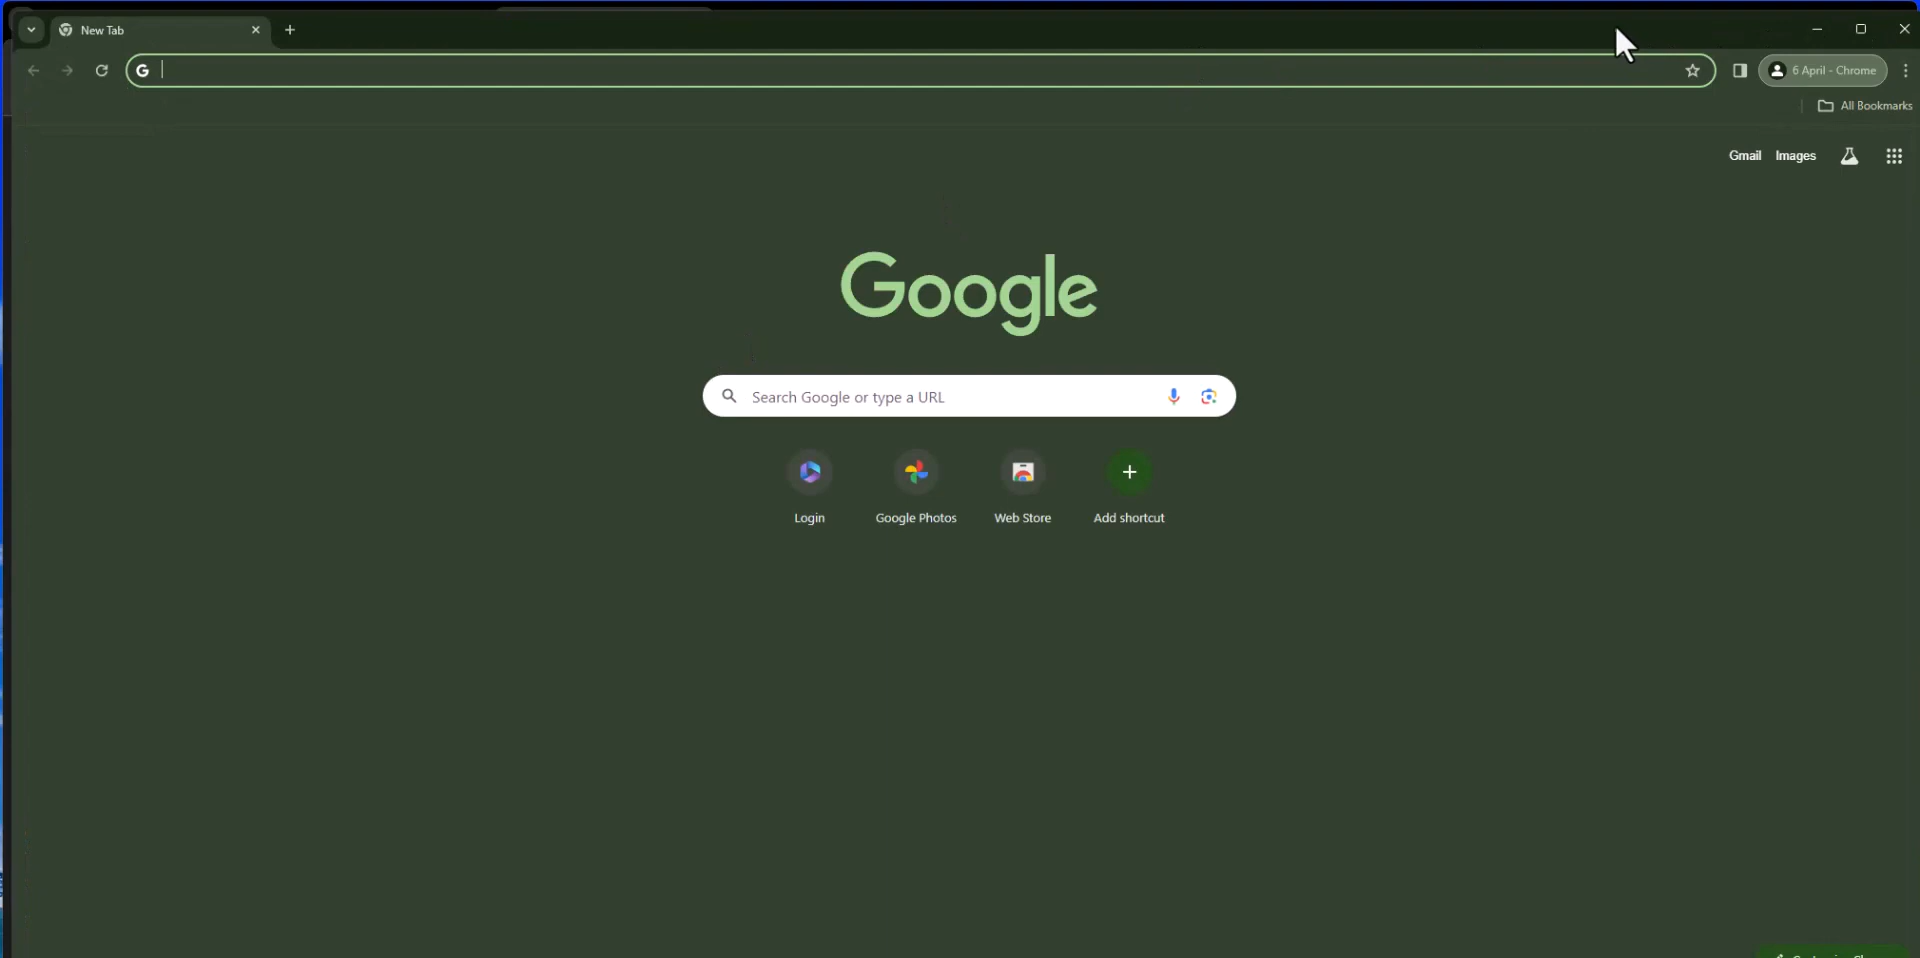 New Tab
6 April - Chrome
All Bookmarks
Gmail Images
Google
Search Google or type a URL
Login Google Photos Web Store Add shortcut